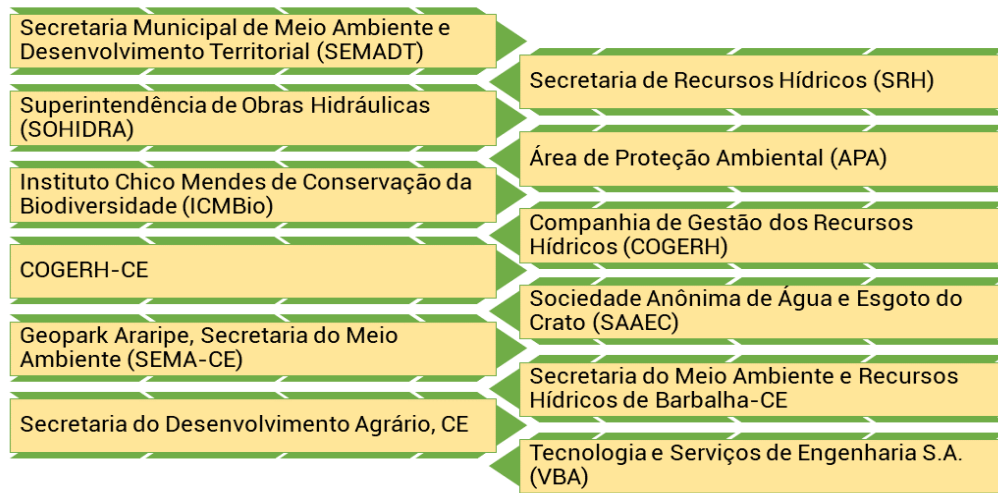 Secretaria Municipal de Meio Ambiente e
Desenvolvimento Territorial (SEMADT)
Secretaria de Recursos Hídricos (SRH)
Superintendência de Obras Hidráulicas
(SOHIDRA)
Área de Proteção Ambiental (APA)
Instituto Chico Mendes de Conservação da
Biodiversidade (ICMBio)
Companhia de Gestão dos Recursos
Hídricos (COGERH)
COGERH-CE
Sociedade Anônima de Água e Esgoto do
Crato (SAAEC)
Geopark Araripe, Secretaria do Meio
Ambiente (SEMA-CE)
Secretaria do Meio Ambiente e Recursos
Hídricos de Barbalha-CE
Secretaria do Desenvolvimento Agrário, CE
Tecnologia e Serviços de Engenharia S.A.
(VBA)